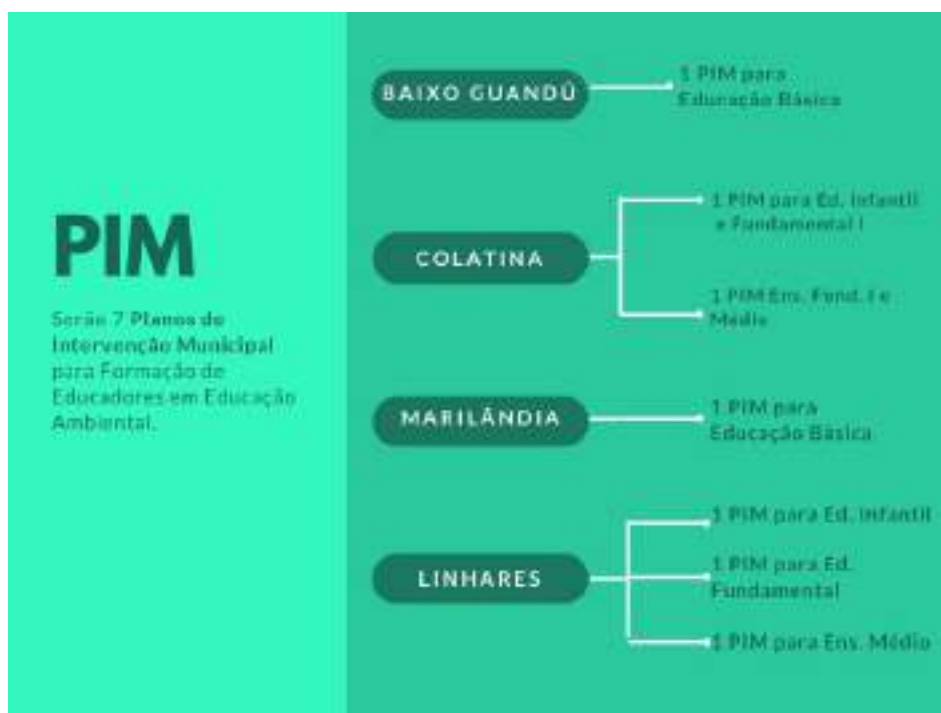 PIM
Serão 7 Planos de
Intervenção Municipal
para Formação de
Educadores em Educação
Ambiental.
BAIXO GUANDÚ
1 PIM para
Educação Básica
COLATINA
1 PIM para Ed. Infantil
e Fundamental I
1 PIM Ens. Fund. I e
Médio
MARILÂNDIA
1 PIM para
Educação Básica
LINHARES
1 PIM para Ed. Infantil
1 PIM para Ed.
Fundamental
1 PIM para Ens. Médio